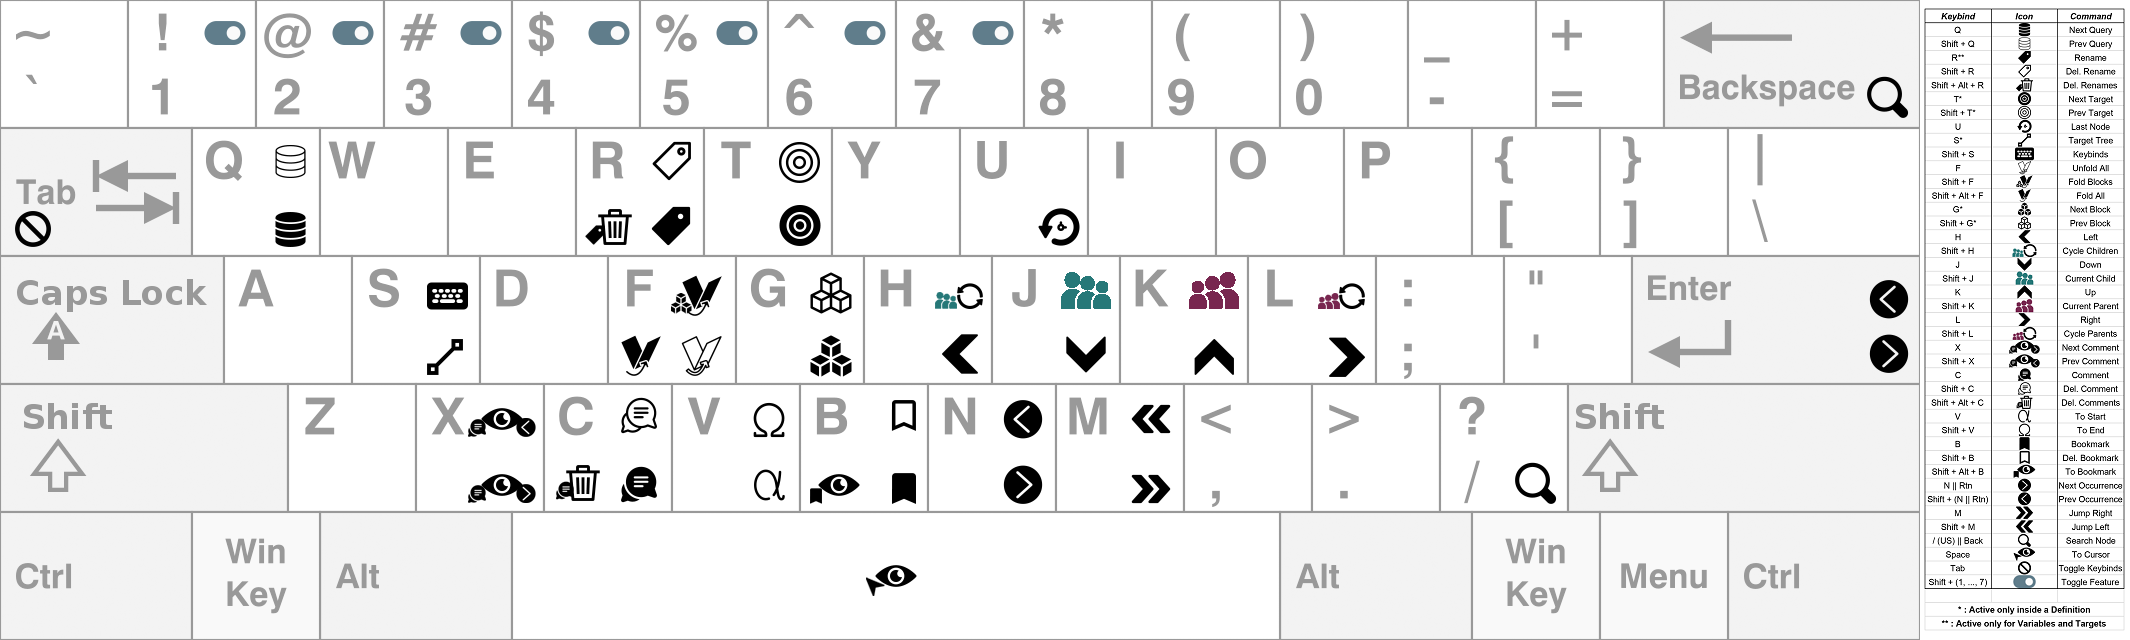 ~ ! @ # $ % ^ & * ( ) _ +
` 1 2 3 4 5 6 7 8 9 0 - = Backspace
Tab Q W E R T Y U I O P { } |
[ ] \
Caps Lock A S D F G H J K L : " Enter
A ; '
Shift Z X C V B N M < > ? Shift
Ω α , . /
Ctrl Win Key Alt Alt Win Key Menu Ctrl
Keybind Icon Command
Q Next Query
Shift + Q Prev Query
R** Rename
Shift + R Del. Rename
Shift + Alt + R Del. Renames
T* Next Target
Shift + T* Prev Target
U Last Node
S* Target Tree
Shift + S Keybinds
F Unfold All
Shift + F Fold Blocks
Shift + Alt + F Fold All
G* Next Block
Shift + G* Prev Block
H Left
Shift + H Cycle Children
J Down
Shift + J Current Child
K Up
Shift + K Current Parent
L Right
Shift + L Cycle Parents
X Next Comment
Shift + X Prev Comment
C Comment
Shift + C Del. Comment
Shift + Alt + C Del. Comments
V α To Start
Shift + V Ω To End
B Bookmark
Shift + B Del. Bookmark
Shift + Alt + B To Bookmark
N || Rtn Next Occurrence
Shift + (N || Rtn) Prev Occurrence
M Jump Right
Shift + M Jump Left
/ (US) || Back Search Node
Space To Cursor
Tab Toggle Keybinds
Shift + (1, ..., 7) Toggle Feature
* : Active only inside a Definition
** : Active only for Variables and Targets